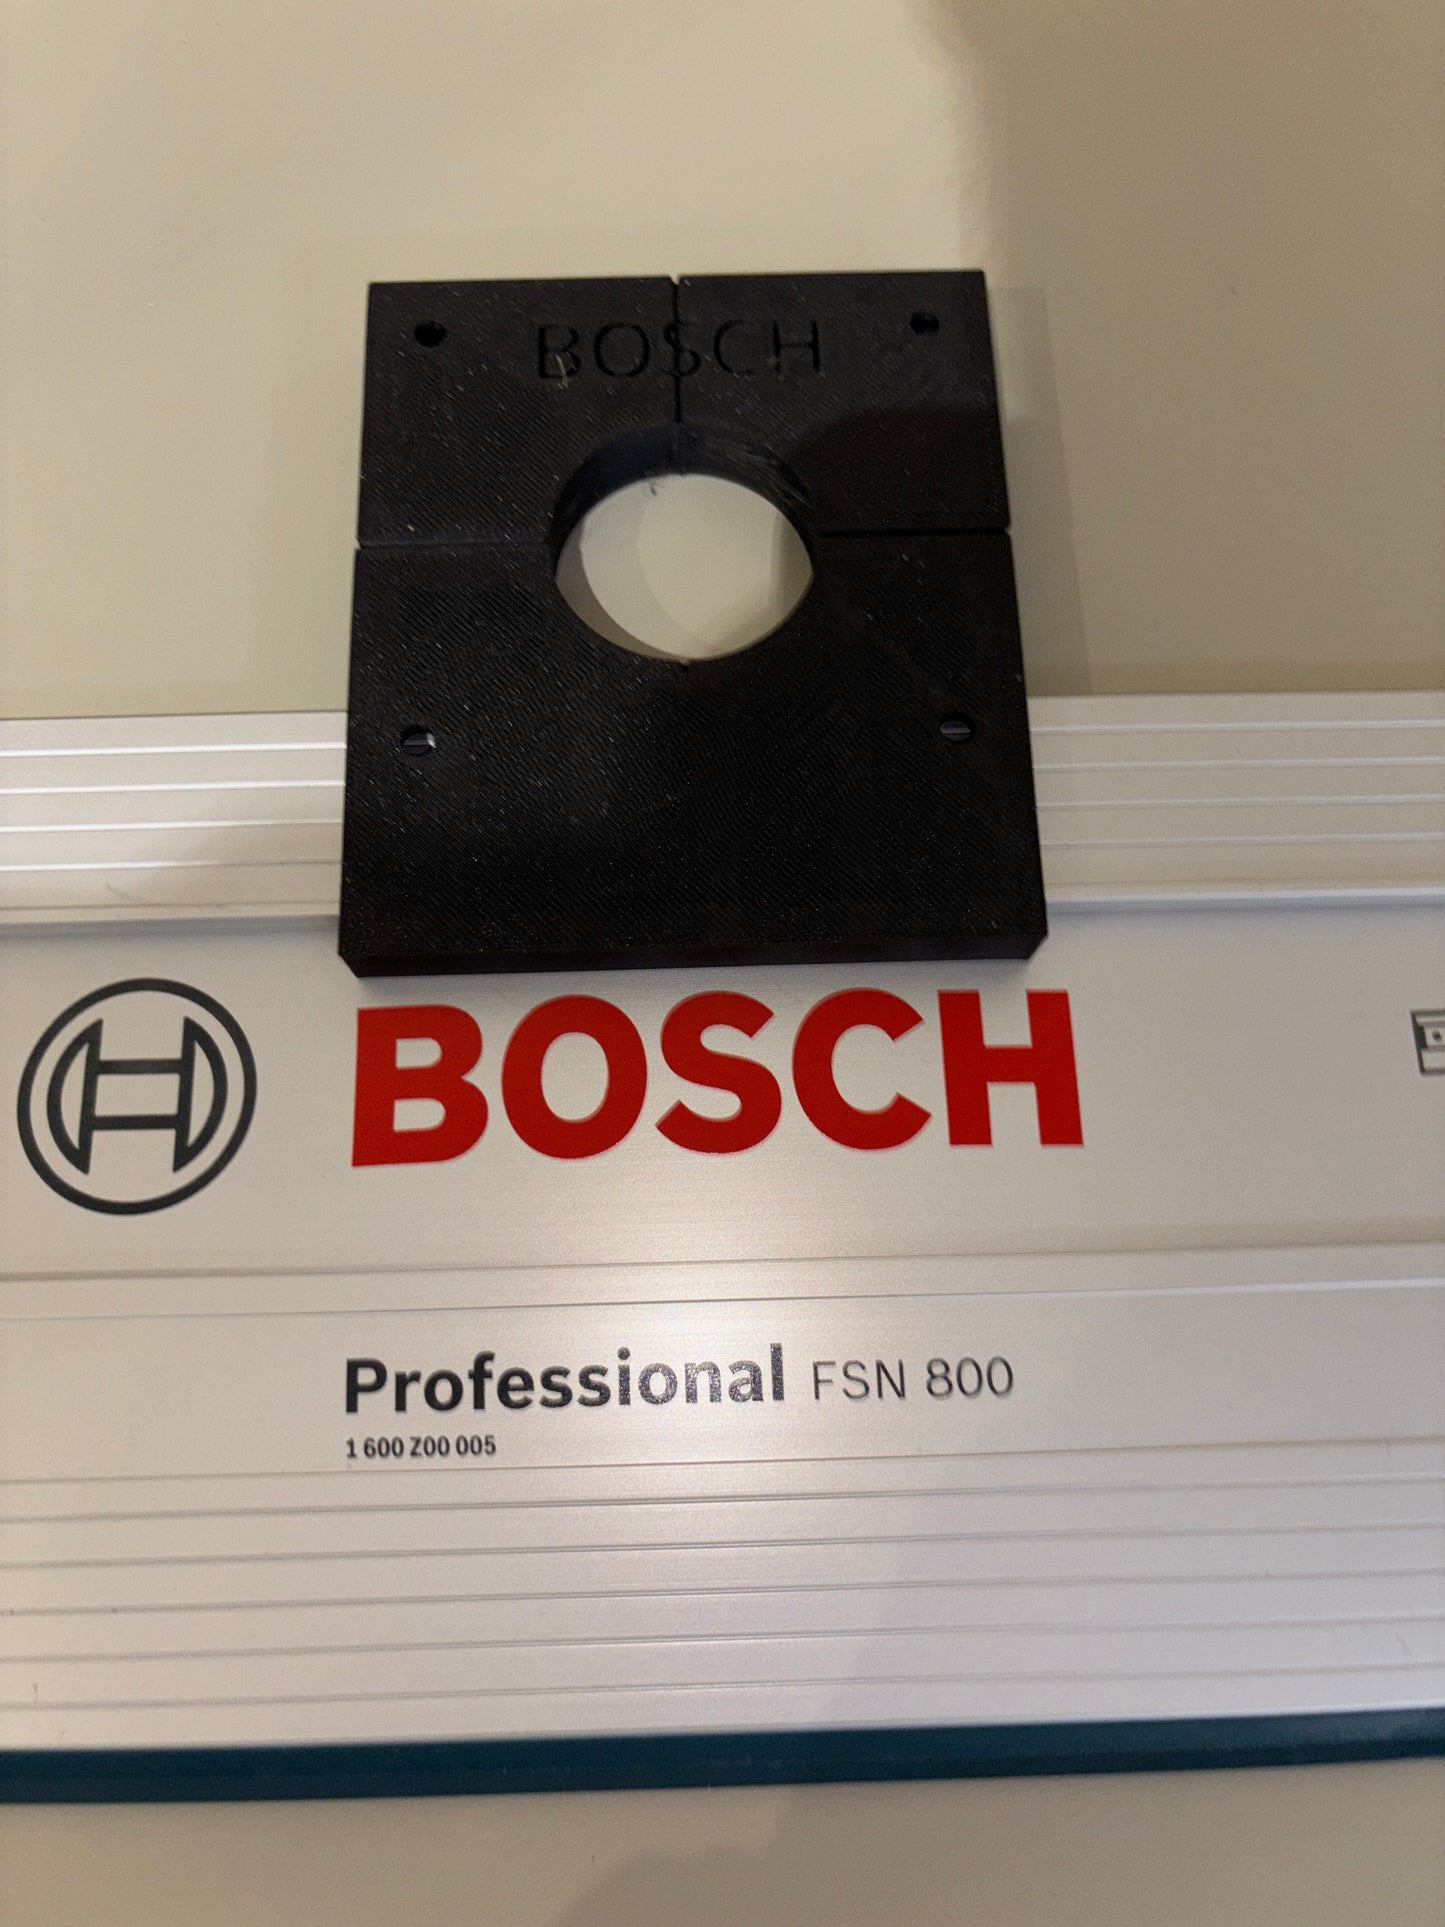 BOSCH
BOSCH
Professional FSN 800
1 600 Z00 005